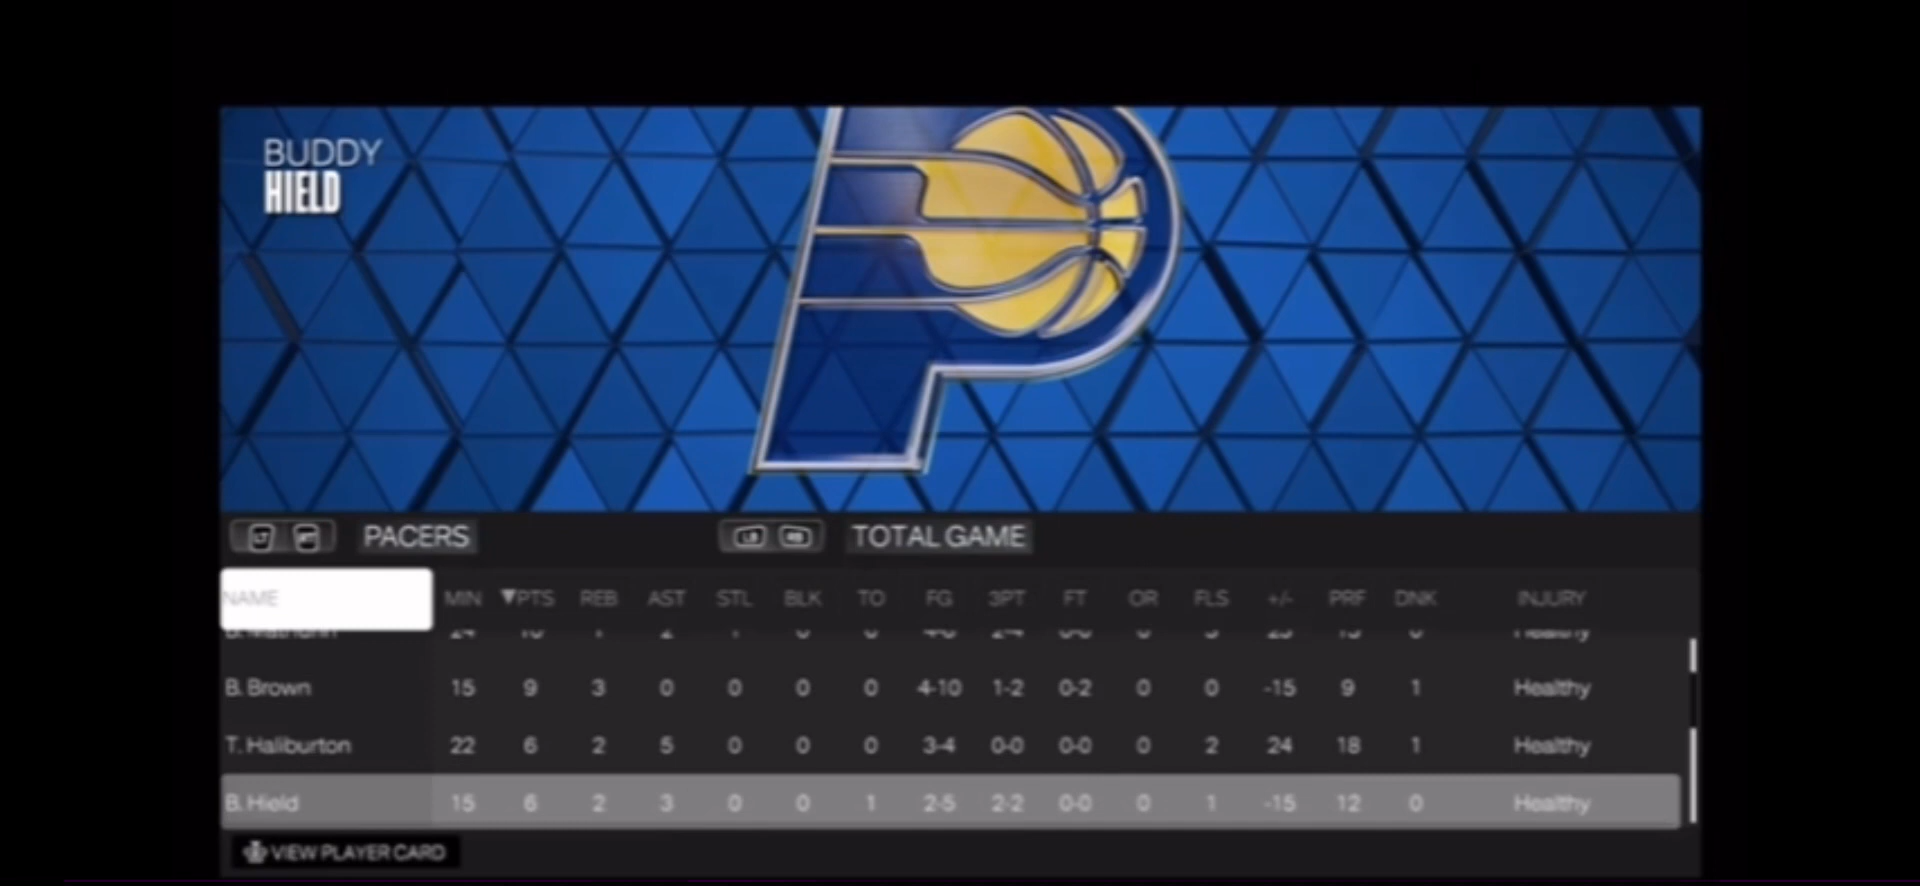 BUDDY
HIELD
LT RT PACERS LB RB TOTAL GAME
NAME MIN ▼PTS REB AST STL BLK TO FG 3PT FT OR FLS +/- PRF DNK INJURY
B. Brown 15 9 3 0 0 0 0 4-10 1-2 0-2 0 0 -15 9 1 Healthy
T. Haliburton 22 6 2 5 0 0 0 3-4 0-0 0-0 0 2 24 18 1 Healthy
B. Hield 15 6 2 3 0 0 1 2-5 2-2 0-0 0 1 -15 12 0 Healthy
VIEW PLAYER CARD